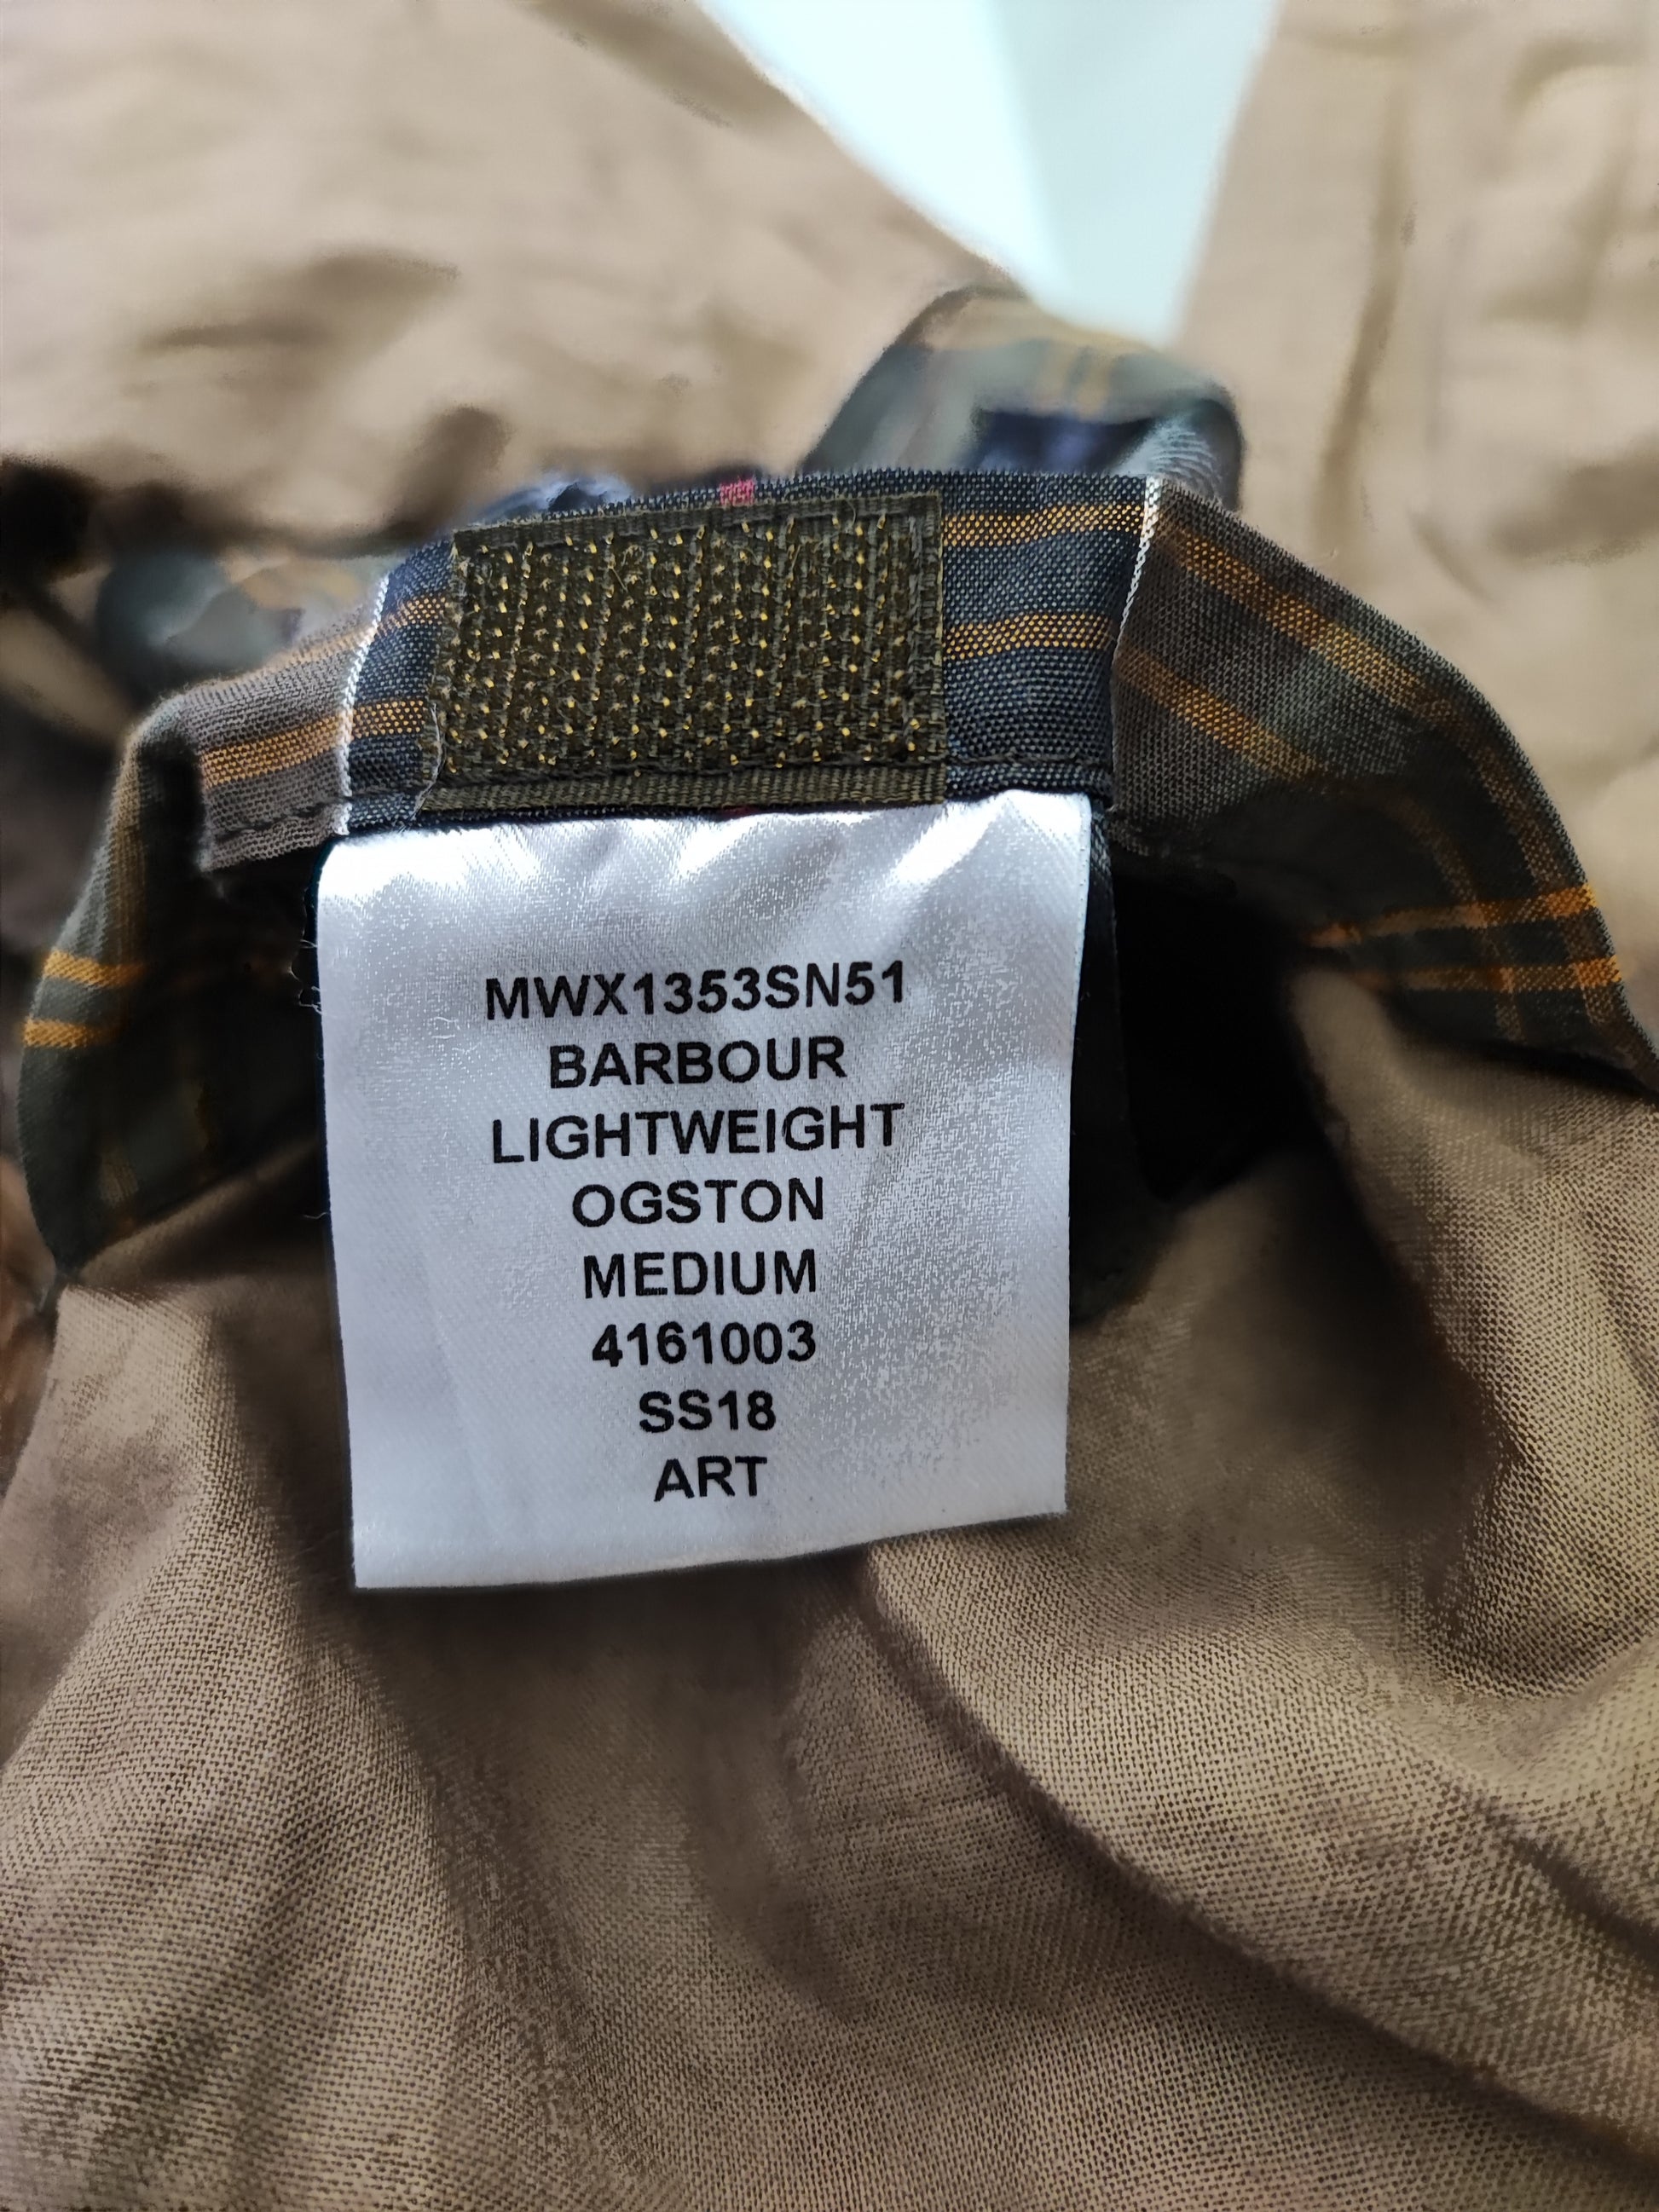 MWX1353SN51
BARBOUR
LIGHTWEIGHT
OGSTON
MEDIUM
4161003
SS18
ART